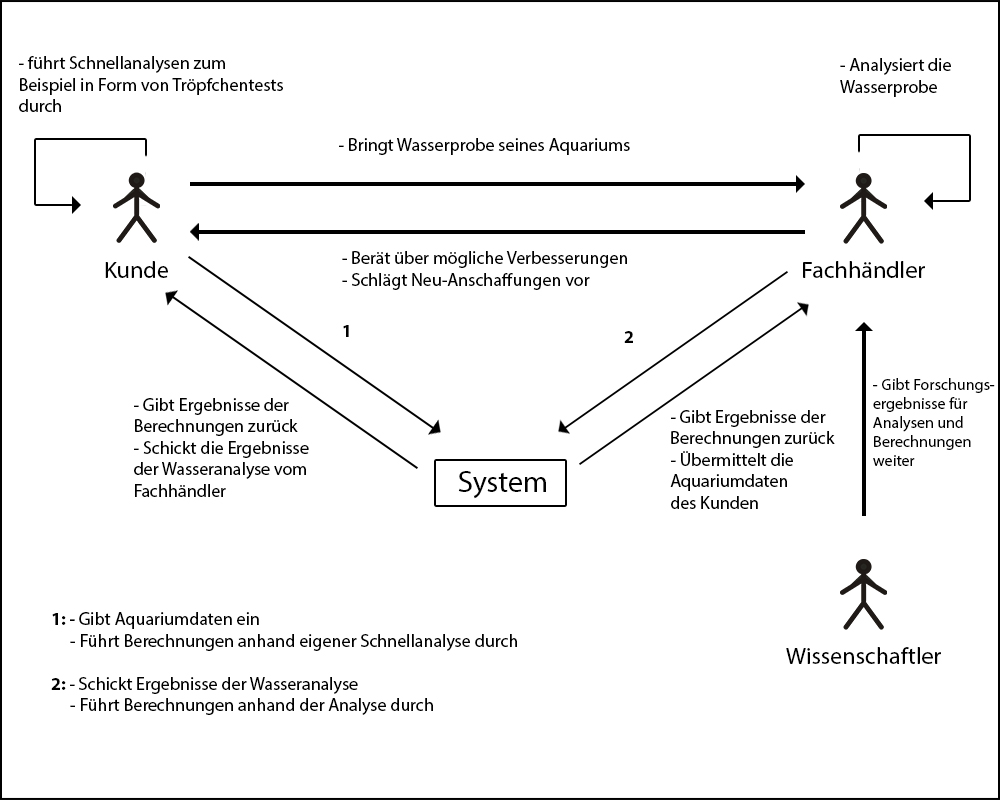 - führt Schnellanalysen zum
Beispiel in Form von Tröpfchentests
durch
- Analysiert die
Wasserprobe
- Bringt Wasserprobe seines Aquariums
Kunde
- Berät über mögliche Verbesserungen
- Schlägt Neu-Anschaffungen vor
Fachhändler
1
2
- Gibt Ergebnisse der
Berechnungen zurück
- Schickt die Ergebnisse
der Wasseranalyse vom
Fachhändler
- Gibt Ergebnisse der
Berechnungen zurück
- Übermittelt die
Aquariumdaten
des Kunden
- Gibt Forschungs-
ergebnisse für
Analysen und
Berechnungen
weiter
System
Wissenschaftler
1: - Gibt Aquariumdaten ein
- Führt Berechnungen anhand eigener Schnellanalyse durch
2: - Schickt Ergebnisse der Wasseranalyse
- Führt Berechnungen anhand der Analyse durch